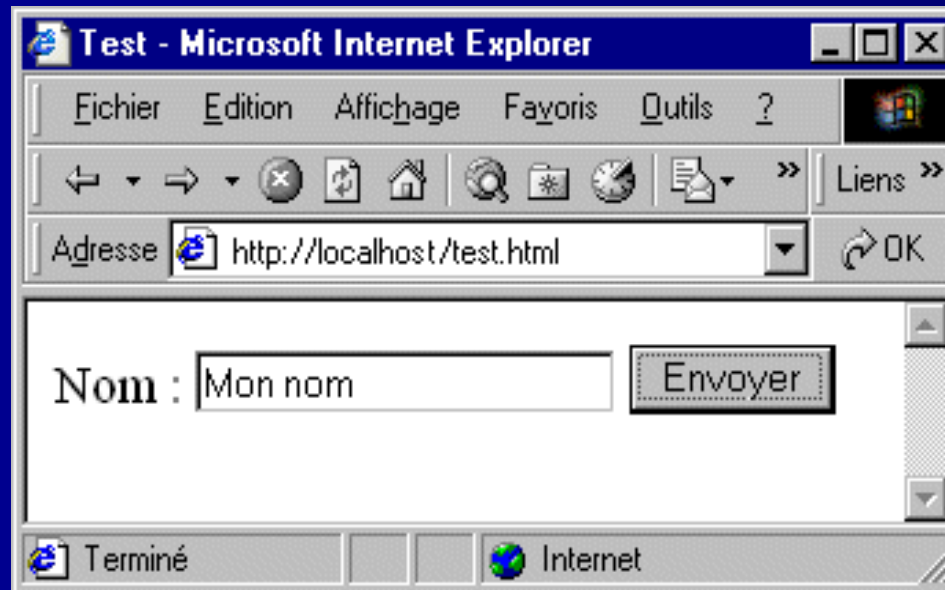 Test - Microsoft Internet Explorer
Fichier Edition Affichage Favoris Outils ?
Liens »
Adresse http://localhost/test.html OK
Nom : Mon nom Envoyer
Terminé Internet